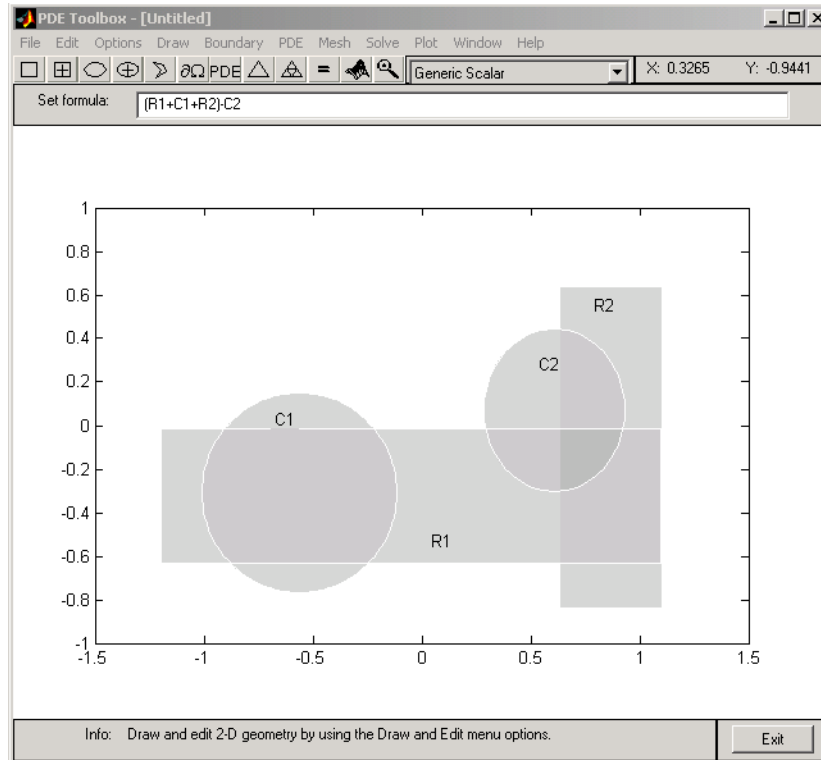 PDE Toolbox - [Untitled]
File Edit Options Draw Boundary PDE Mesh Solve Plot Window Help
∂Ω PDE = Generic Scalar X: 0.3265 Y: -0.9441
Set formula: (R1+C1+R2)-C2
1
0.8
0.6
0.4
0.2
0
-0.2
-0.4
-0.6
-0.8
-1
R2
C2
C1
R1
-1.5 -1 -0.5 0 0.5 1 1.5
Info: Draw and edit 2-D geometry by using the Draw and Edit menu options.
Exit